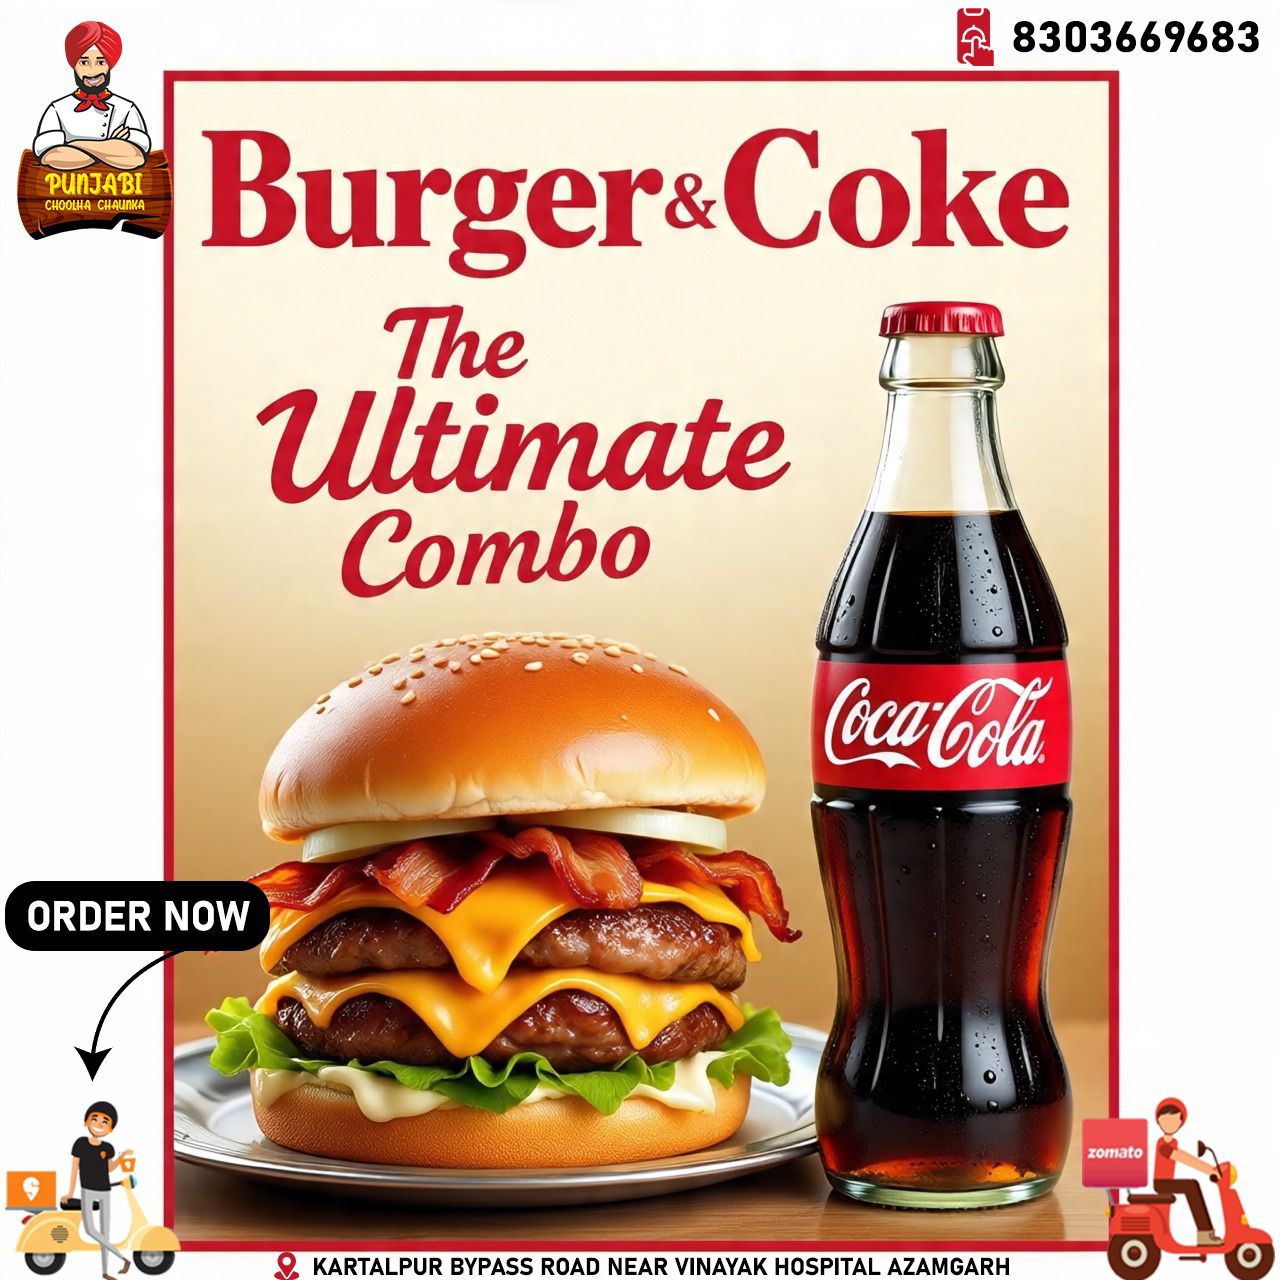 8303669683
PUNJABI
CHOOLHA CHAUNKA
Burger & Coke
The
Ultimate
Combo
Coca-Cola
ORDER NOW
zomato
KARTALPUR BYPASS ROAD NEAR VINAYAK HOSPITAL AZAMGARH